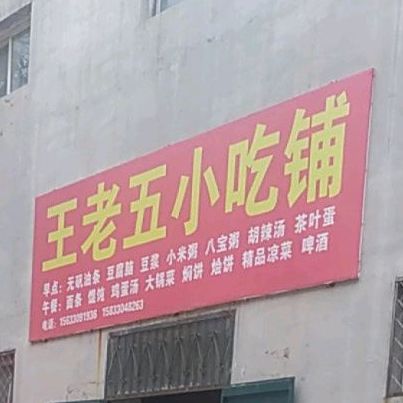 王老五小吃铺
早点：无矾油条 豆腐脑 豆浆 小米粥 八宝粥 胡辣汤 茶叶蛋
午餐：面条 馄饨 鸡蛋汤 大锅菜 焖饼 烩饼 精品凉菜 啤酒
电话：15633091936 15833048263